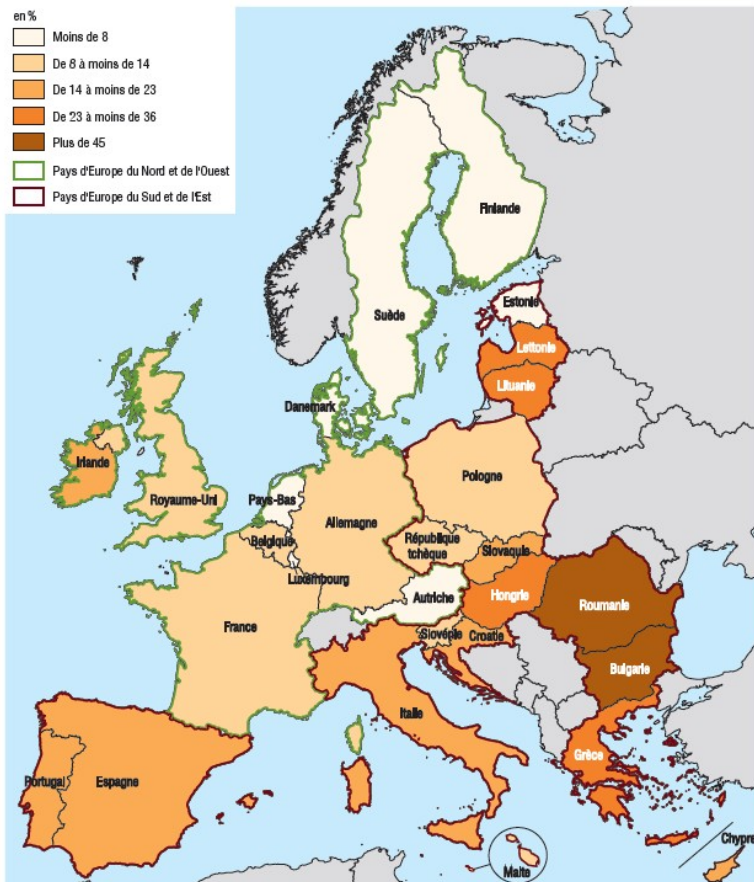 en %
Moins de 8
De 8 à moins de 14
De 14 à moins de 23
De 23 à moins de 36
Plus de 45
Pays d'Europe du Nord et de l'Ouest
Pays d'Europe du Sud et de l'Est
Finlande
Suède
Estonie
Lettonie
Lituanie
Danemark
Irlande
Royaume-Uni
Pays-Bas
Pologne
Allemagne
Belgique
République
tchèque
Slovaquie
Luxembourg
Autriche
Hongrie
Roumanie
France
Slovénie
Croatie
Bulgarie
Italie
Grèce
Portugal
Espagne
Chypre
Malte